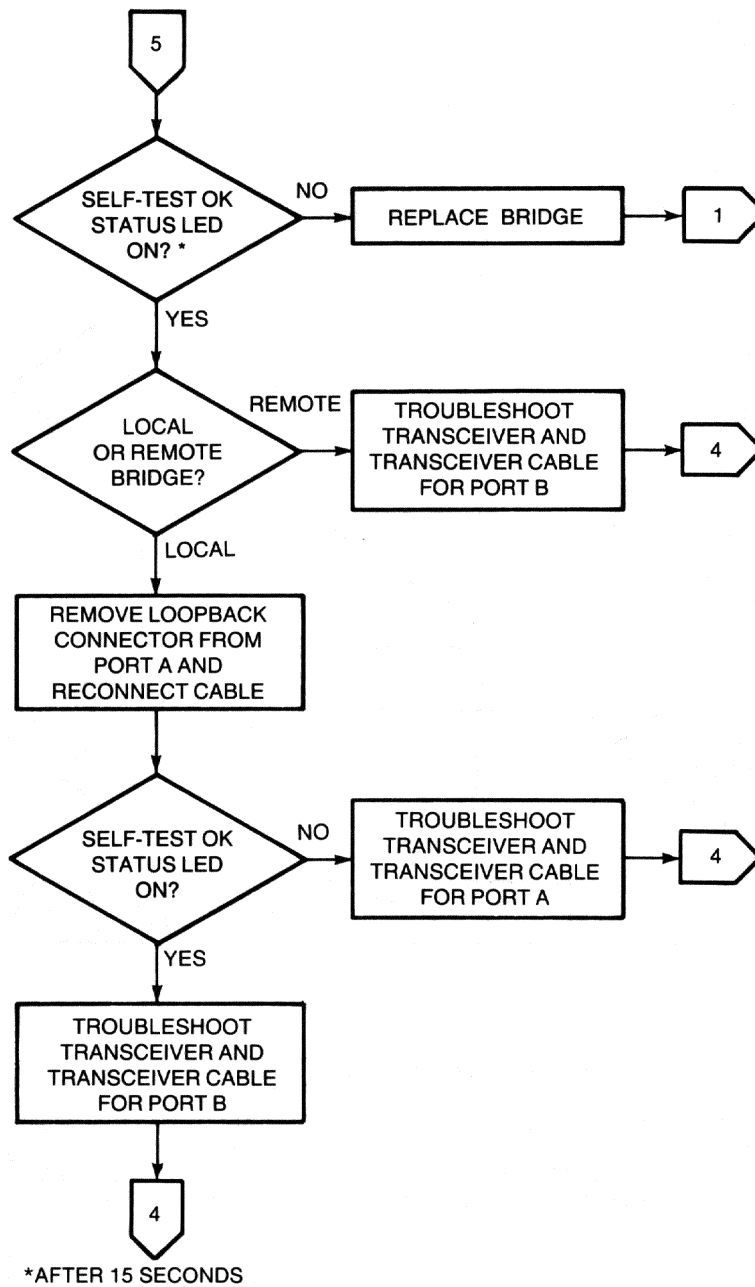 5
SELF-TEST OK
STATUS LED
ON? *
NO
REPLACE BRIDGE
1
YES
LOCAL
OR REMOTE
BRIDGE?
REMOTE
TROUBLESHOOT
TRANSCEIVER AND
TRANSCEIVER CABLE
FOR PORT B
4
LOCAL
REMOVE LOOPBACK
CONNECTOR FROM
PORT A AND
RECONNECT CABLE
SELF-TEST OK
STATUS LED
ON?
NO
TROUBLESHOOT
TRANSCEIVER AND
TRANSCEIVER CABLE
FOR PORT A
4
YES
TROUBLESHOOT
TRANSCEIVER AND
TRANSCEIVER CABLE
FOR PORT B
4
*AFTER 15 SECONDS